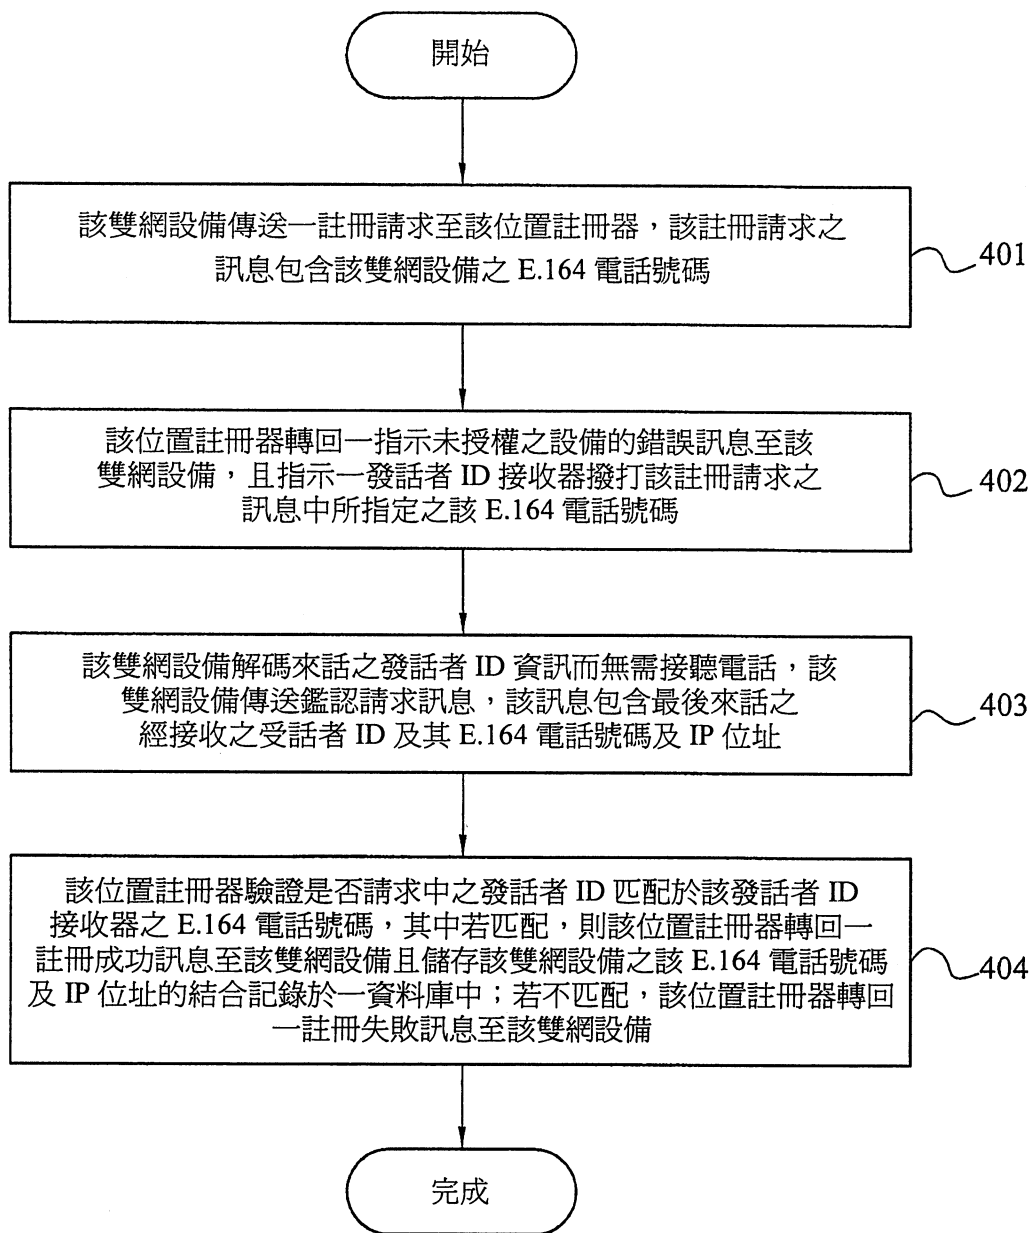 開始
該雙網設備傳送一註冊請求至該位置註冊器，該註冊請求之
訊息包含該雙網設備之 E.164 電話號碼
401
該位置註冊器轉回一指示未授權之設備的錯誤訊息至該
雙網設備，且指示一發話者 ID 接收器撥打該註冊請求之
訊息中所指定之該 E.164 電話號碼
402
該雙網設備解碼來話之發話者 ID 資訊而無需接聽電話，該
雙網設備傳送鑑認請求訊息，該訊息包含最後來話之
經接收之受話者 ID 及其 E.164 電話號碼及 IP 位址
403
該位置註冊器驗證是否請求中之發話者 ID 匹配於該發話者 ID
接收器之 E.164 電話號碼，其中若匹配，則該位置註冊器轉回一
註冊成功訊息至該雙網設備且儲存該雙網設備之該 E.164 電話號碼
及 IP 位址的結合記錄於一資料庫中；若不匹配，該位置註冊器轉回
一註冊失敗訊息至該雙網設備
404
完成